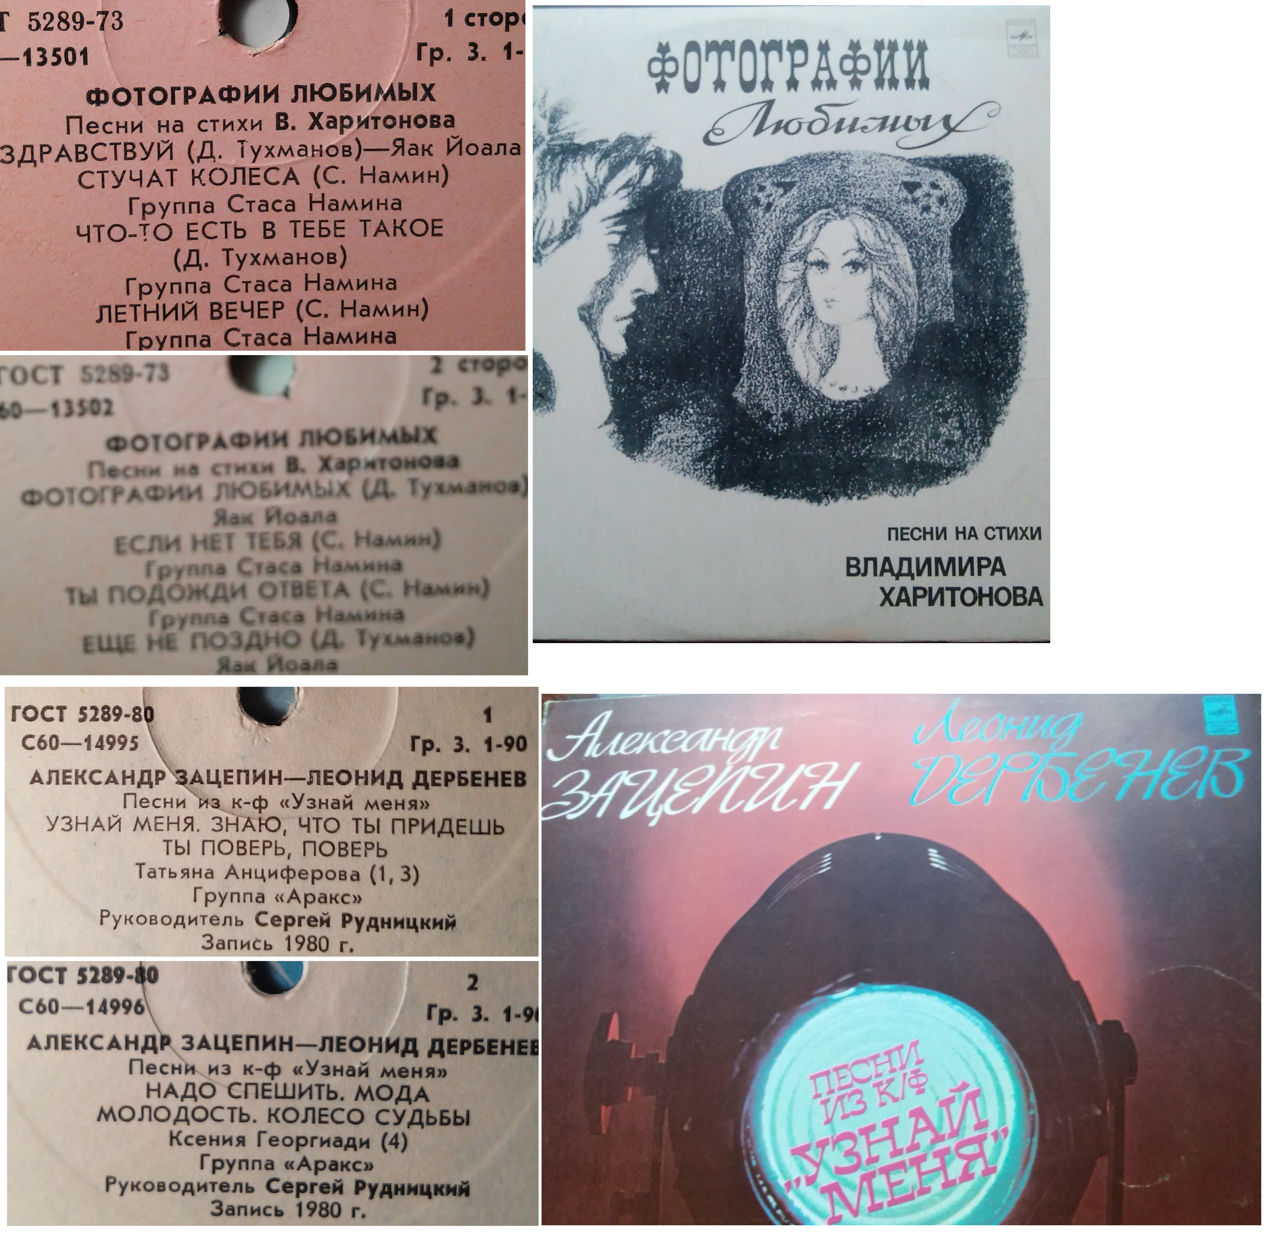 Т 5289-73
1 сторо
—13501
Гр. 3. 1-
ФОТОГРАФИИ ЛЮБИМЫХ
Песни на стихи В. Харитонова
ЗДРАВСТВУЙ (Д. Тухманов)—Яак Йоала
СТУЧАТ КОЛЕСА (С. Намин)
Группа Стаса Намина
ЧТО-ТО ЕСТЬ В ТЕБЕ ТАКОЕ
(Д. Тухманов)
Группа Стаса Намина
ЛЕТНИЙ ВЕЧЕР (С. Намин)
Группа Стаса Намина
ФОТОГРАФИИ
Любимых
ПЕСНИ НА СТИХИ
ВЛАДИМИРА
ХАРИТОНОВА
ГОСТ 5289-73
2 сторо
60—13502
Гр. 3. 1-
ФОТОГРАФИИ ЛЮБИМЫХ
Песни на стихи В. Харитонова
ФОТОГРАФИИ ЛЮБИМЫХ (Д. Тухманов)
Яак Йоала
ЕСЛИ НЕТ ТЕБЯ (С. Намин)
Группа Стаса Намина
ТЫ ПОДОЖДИ ОТВЕТА (С. Намин)
Группа Стаса Намина
ЕЩЕ НЕ ПОЗДНО (Д. Тухманов)
Яак Йоала
ГОСТ 5289-80
1
С60—14995
Гр. 3. 1-90
АЛЕКСАНДР ЗАЦЕПИН—ЛЕОНИД ДЕРБЕНЕВ
Песни из к-ф «Узнай меня»
УЗНАЙ МЕНЯ. ЗНАЮ, ЧТО ТЫ ПРИДЕШЬ
ТЫ ПОВЕРЬ, ПОВЕРЬ
Татьяна Анциферова (1, 3)
Группа «Аракс»
Руководитель Сергей Рудницкий
Запись 1980 г.
ГОСТ 5289-80
2
С60—14996
Гр. 3. 1-90
АЛЕКСАНДР ЗАЦЕПИН—ЛЕОНИД ДЕРБЕНЕВ
Песни из к-ф «Узнай меня»
НАДО СПЕШИТЬ. МОДА
МОЛОДОСТЬ. КОЛЕСО СУДЬБЫ
Ксения Георгиади (4)
Группа «Аракс»
Руководитель Сергей Рудницкий
Запись 1980 г.
Александр
ЗАЦЕПИН
Леонид
ДЕРБЕНЕВ
ПЕСНИ
ИЗ К/Ф
"УЗНАЙ
МЕНЯ"